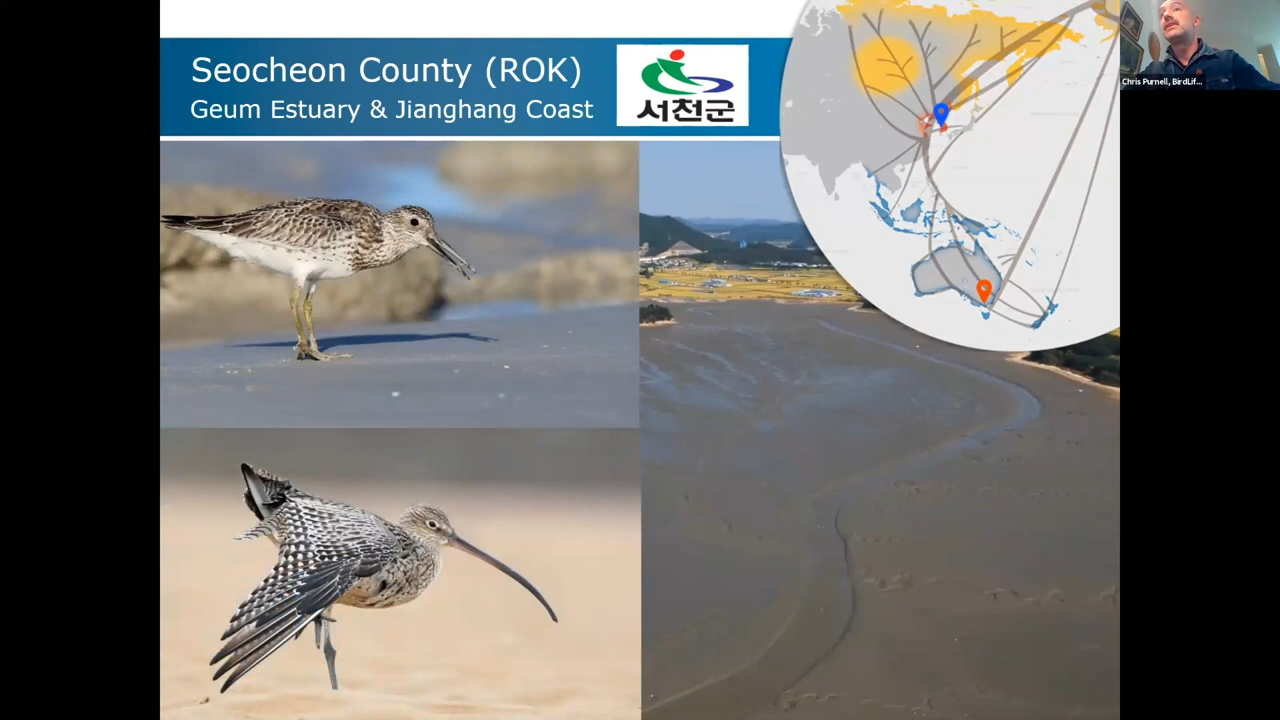 Seocheon County (ROK)
Geum Estuary & Jianghang Coast
서천군
Chris Purnell, BirdLif...